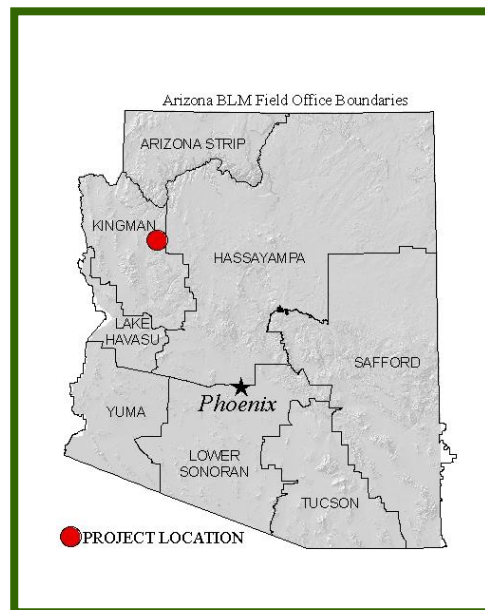 Arizona BLM Field Office Boundaries
ARIZONA STRIP
KINGMAN
HASSAYAMPA
LAKE
HAVASU
SAFFORD
YUMA
Phoenix
LOWER
SONORAN
TUCSON
PROJECT LOCATION